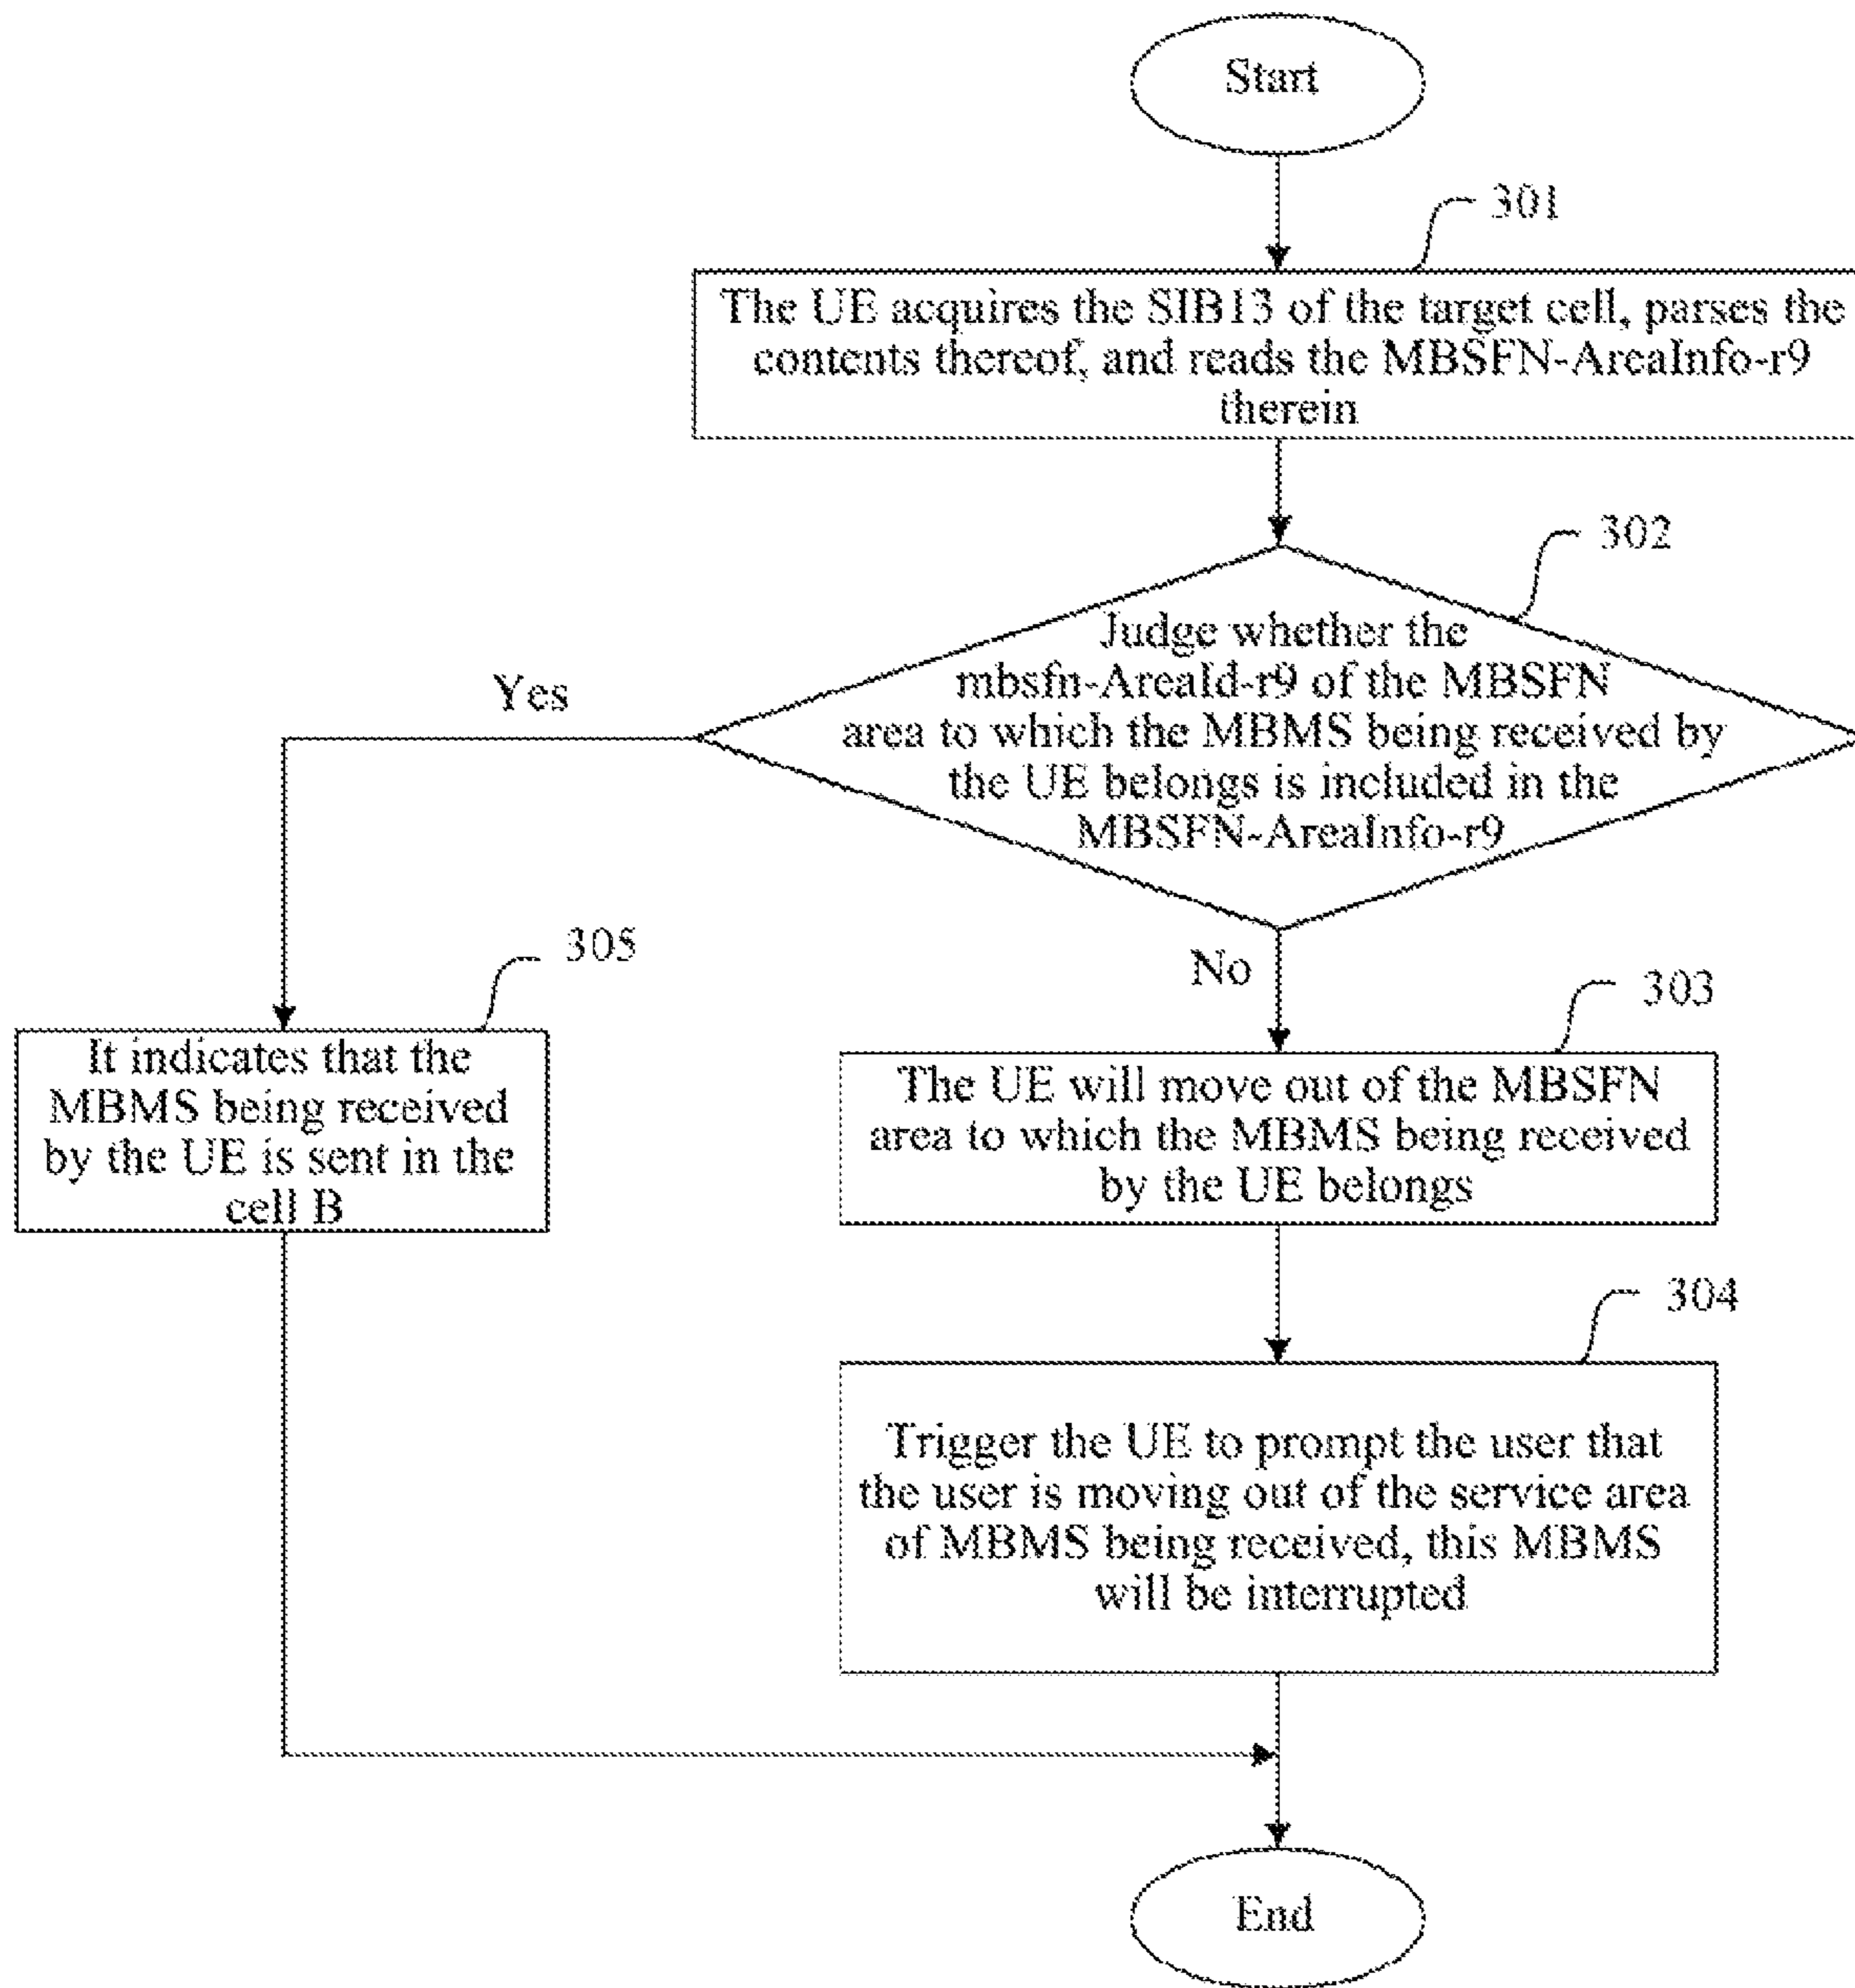 Start
301
The UE acquires the SIB13 of the target cell, parses the
contents thereof, and reads the MBSFN-AreaInfo-r9
therein
302
Judge whether the
mbsfn-AreaId-r9 of the MBSFN
area to which the MBMS being received by
the UE belongs is included in the
MBSFN-AreaInfo-r9
Yes
No
305
It indicates that the
MBMS being received
by the UE is sent in the
cell B
303
The UE will move out of the MBSFN
area to which the MBMS being received
by the UE belongs
304
Trigger the UE to prompt the user that
the user is moving out of the service area
of MBMS being received, this MBMS
will be interrupted
End